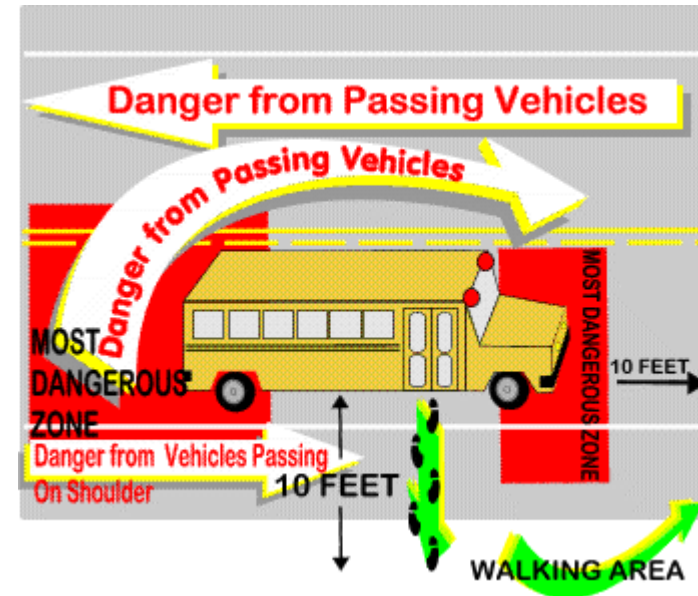 Danger from Passing Vehicles
Danger from Passing Vehicles
MOST DANGEROUS ZONE
10 FEET
MOST
DANGEROUS
ZONE
Danger from Vehicles Passing
On Shoulder
10 FEET
WALKING AREA